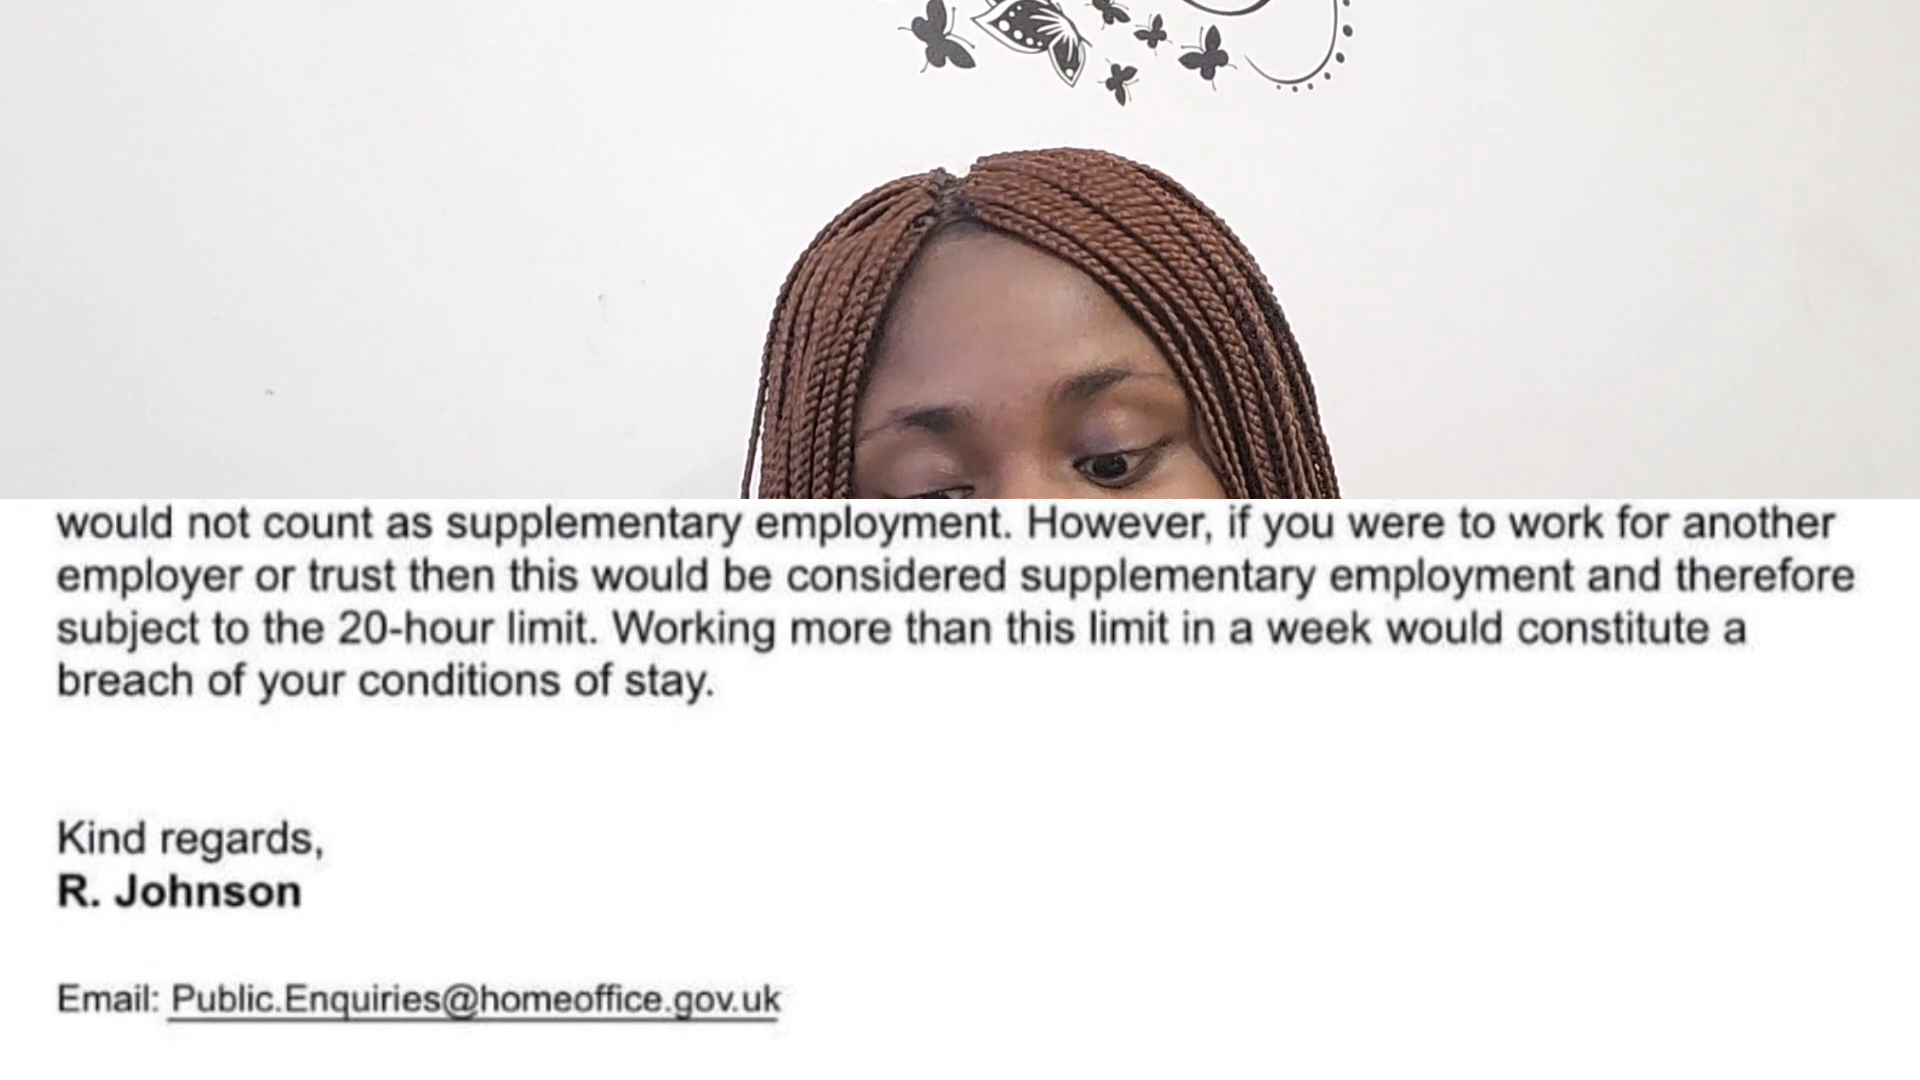 would not count as supplementary employment. However, if you were to work for another
employer or trust then this would be considered supplementary employment and therefore
subject to the 20-hour limit. Working more than this limit in a week would constitute a
breach of your conditions of stay.
Kind regards,
R. Johnson
Email: Public.Enquiries@homeoffice.gov.uk